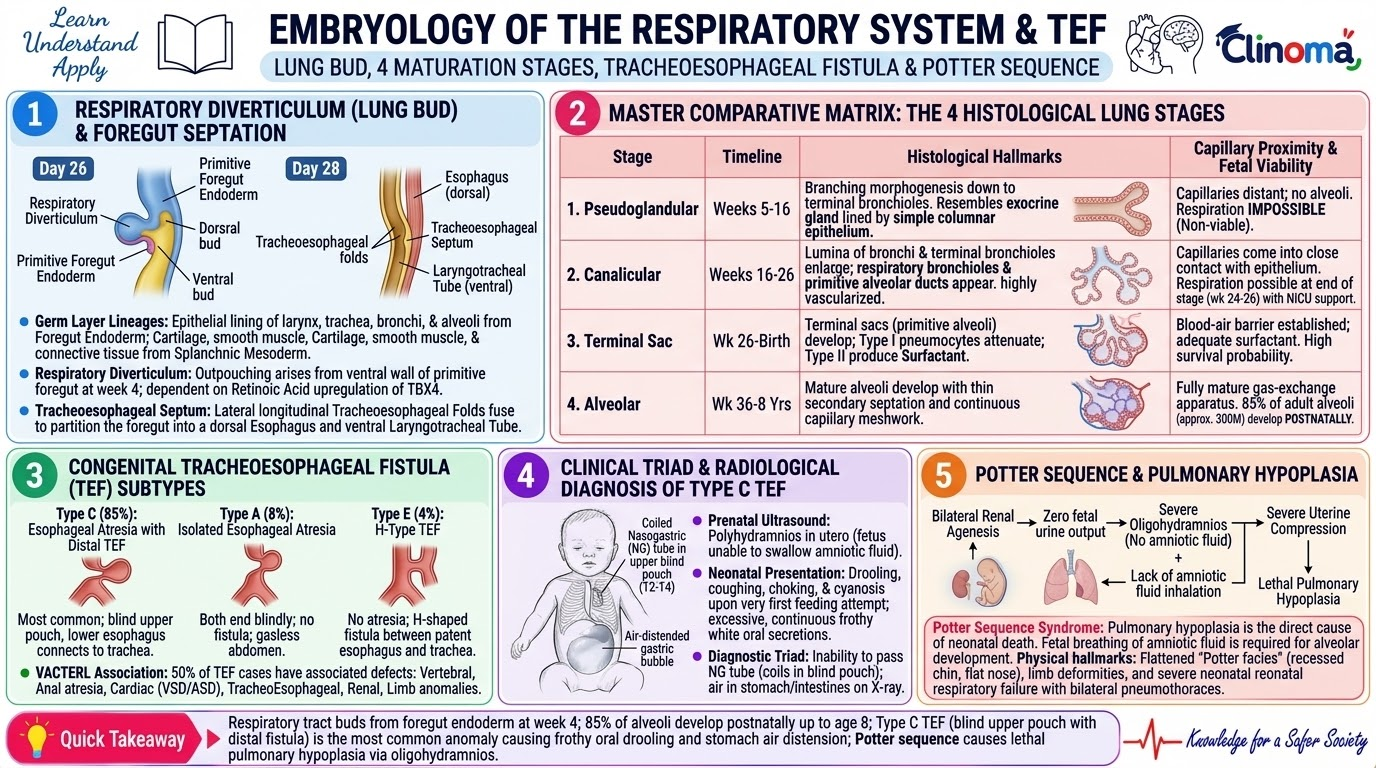 Learn
Understand
Apply
EMBRYOLOGY OF THE RESPIRATORY SYSTEM & TEF
LUNG BUD, 4 MATURATION STAGES, TRACHEOESOPHAGEAL FISTULA & POTTER SEQUENCE
Clinoma
1
RESPIRATORY DIVERTICULUM (LUNG BUD)
& FOREGUT SEPTATION
Day 26
Primitive
Foregut
Endoderm
Respiratory
Diverticulum
Dorsral
bud
Primitive Foregut
Endoderm
Ventral
bud
Day 28
Esophagus
(dorsal)
Tracheoesophageal
folds
Tracheoesophageal
Septum
Laryngotracheal
Tube (ventral)
Germ Layer Lineages: Epithelial lining of larynx, trachea, bronchi, & alveoli from
Foregut Endoderm; Cartilage, smooth muscle, Cartilage, smooth muscle, &
connective tissue from Splanchnic Mesoderm.
Respiratory Diverticulum: Outpouching arises from ventral wall of primitive
foregut at week 4; dependent on Retinoic Acid upregulation of TBX4.
Tracheoesophageal Septum: Lateral longitudinal Tracheoesophageal Folds fuse
to partition the foregut into a dorsal Esophagus and ventral Laryngotracheal Tube.
2
MASTER COMPARATIVE MATRIX: THE 4 HISTOLOGICAL LUNG STAGES
Stage
Timeline
Histological Hallmarks
Capillary Proximity &
Fetal Viability
1. Pseudoglandular
Weeks 5-16
Branching morphogenesis down to
terminal bronchioles. Resembles exocrine
gland lined by simple columnar
epithelium.
Capillaries distant; no alveoli.
Respiration IMPOSSIBLE
(Non-viable).
2. Canalicular
Weeks 16-26
Lumina of bronchi & terminal bronchioles
enlage; respiratory bronchioles &
primitive alveolar ducts appear. highly
vascularized.
Capillaries come into close
contact with epithelium.
Respiration possible at end of
stage (wk 24-26) with NICU support.
3. Terminal Sac
Wk 26-Birth
Terminal sacs (primitive alveoli)
develop; Type I pneumocytes attenuate;
Type II produce Surfactant.
Blood-air barrier established;
adequate surfactant. High
survival probability.
4. Alveolar
Wk 36-8 Yrs
Mature alveoli develop with thin
secondary septation and continuous
capillary meshwork.
Fully mature gas-exchange
apparatus. 85% of adult alveoli
(approx. 300M) develop POSTNATALLY.
3
CONGENITAL TRACHEOESOPHAGEAL FISTULA
(TEF) SUBTYPES
Type C (85%):
Esophageal Atresia with
Distal TEF
Most common; blind upper
pouch, lower esophagus
connects to trachea.
Type A (8%):
Isolated Esophageal Atresia
Both end blindly; no
fistula; gasless
abdomen.
Type E (4%):
H-Type TEF
No atresia; H-shaped
fistula between patent
esophagus and trachea.
VACTERL Association: 50% of TEF cases have associated defects: Vertebral,
Anal atresia, Cardiac (VSD/ASD), TracheoEsophageal, Renal, Limb anomalies.
4
CLINICAL TRIAD & RADIOLOGICAL
DIAGNOSIS OF TYPE C TEF
Coiled
Nasogastric
(NG) tube in
upper blind
pouch
(T2-T4)
Air-distended
gastric
bubble
Prenatal Ultrasound:
Polyhydramnios in utero (fetus
unable to swallow amniotic fluid).
Neonatal Presentation: Drooling,
coughing, choking, & cyanosis
upon very first feeding attempt;
excessive, continuous frothy
white oral secretions.
Diagnostic Triad: Inability to pass
NG tube (coils in blind pouch);
air in stomach/intestines on X-ray.
5
POTTER SEQUENCE & PULMONARY HYPOPLASIA
Bilateral Renal
Agenesis
Zero fetal
urine output
Severe
Oligohydramnios
(No amniotic fluid)
+
Lack of amniotic
fluid inhalation
Severe Uterine
Compression
Lethal Pulmonary
Hypoplasia
Potter Sequence Syndrome: Pulmonary hypoplasia is the direct cause
of neonatal death. Fetal breathing of amniotic fluid is required for alveolar
development. Physical hallmarks: Flattened "Potter facies" (recessed
chin, flat nose), limb deformities, and severe neonatal reonatal
respiratory failure with bilateral pneumothoraces.
Quick Takeaway
Respiratory tract buds from foregut endoderm at week 4; 85% of alveoli develop postnatally up to age 8; Type C TEF (blind upper pouch with
distal fistula) is the most common anomaly causing frothy oral drooling and stomach air distension; Potter sequence causes lethal
pulmonary hypoplasia via oligohydramnios.
Knowledge for a Safer Society